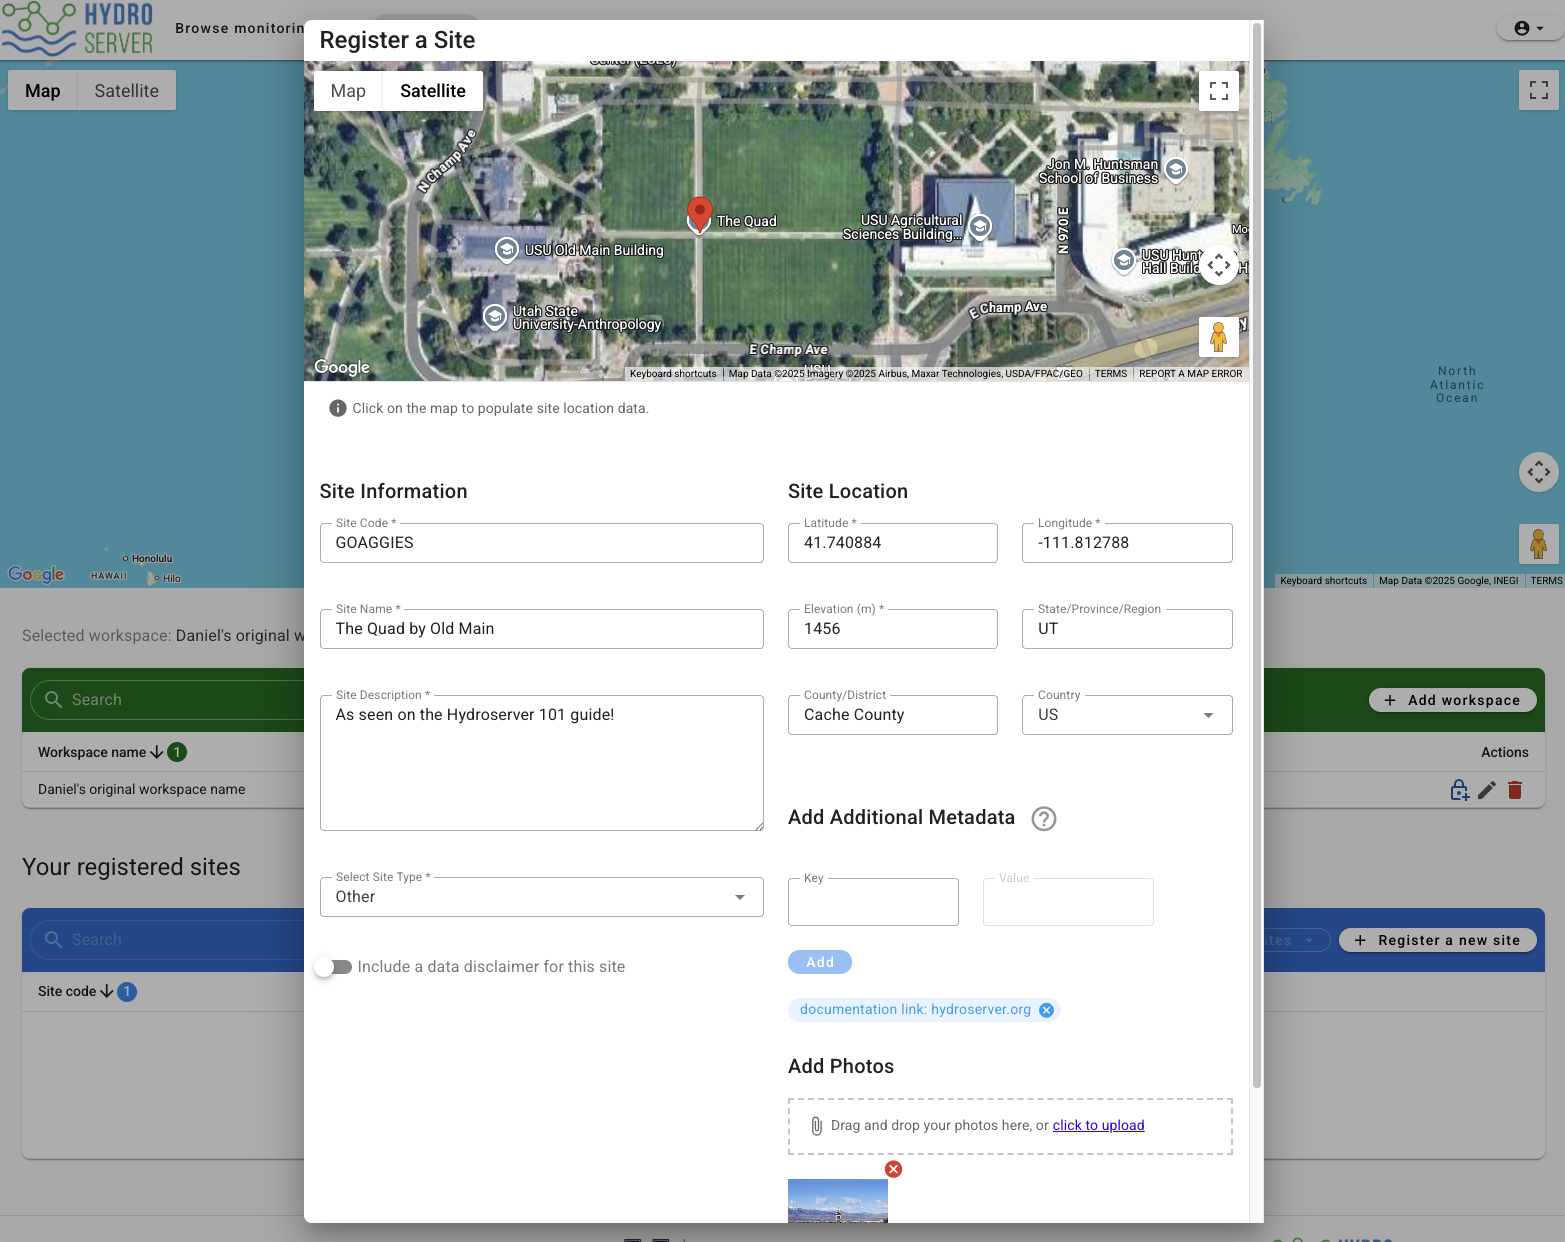 HYDRO
SERVER
Browse monitorin
Register a Site
Map
Satellite
Map
Satellite
N Champ Ave
The Quad
USU Old Main Building
Utah State
University-Anthropology
USU Agricultural
Sciences Building...
Jon M. Huntsman
School of Business
N 970 E
USU Hunt
Hall Buil
E Champ Ave
E Champ Ave
Google
Keyboard shortcuts
Map Data ©2025 Imagery ©2025 Airbus, Maxar Technologies, USDA/FPAC/GEO
TERMS
REPORT A MAP ERROR
Click on the map to populate site location data.
North
Atlantic
Ocean
Honolulu
HAWAII
Hilo
Google
Keyboard shortcuts
Map Data ©2025 Google, INEGI
TERMS
Site Information
Site Code *
GOAGGIES
Site Name *
The Quad by Old Main
Site Description *
As seen on the Hydroserver 101 guide!
Select Site Type *
Other
Include a data disclaimer for this site
Site Location
Latitude *
41.740884
Longitude *
-111.812788
Elevation (m) *
1456
State/Province/Region
UT
County/District
Cache County
Country
US
Add Additional Metadata
Key
Value
Add
documentation link: hydroserver.org
Add Photos
Drag and drop your photos here, or click to upload
Selected workspace: Daniel's original w
Search
Add workspace
Workspace name
1
Actions
Daniel's original workspace name
Your registered sites
Search
ites
Register a new site
Site code
1